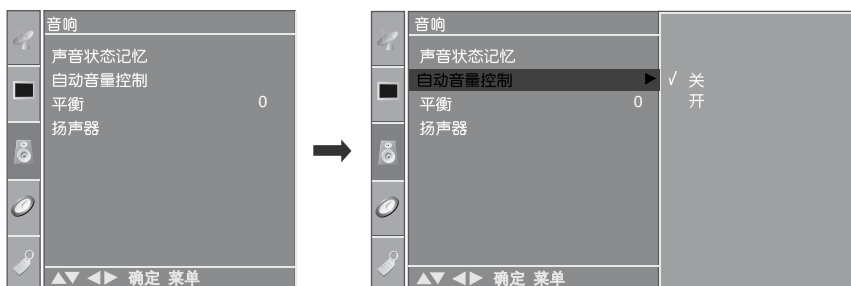 音响
声音状态记忆
自动音量控制
平衡 0
扬声器
▲▼ ◀▶ 确定 菜单
音响
声音状态记忆
自动音量控制 ▶
平衡 0
扬声器
▲▼ ◀▶ 确定 菜单
√ 关
开